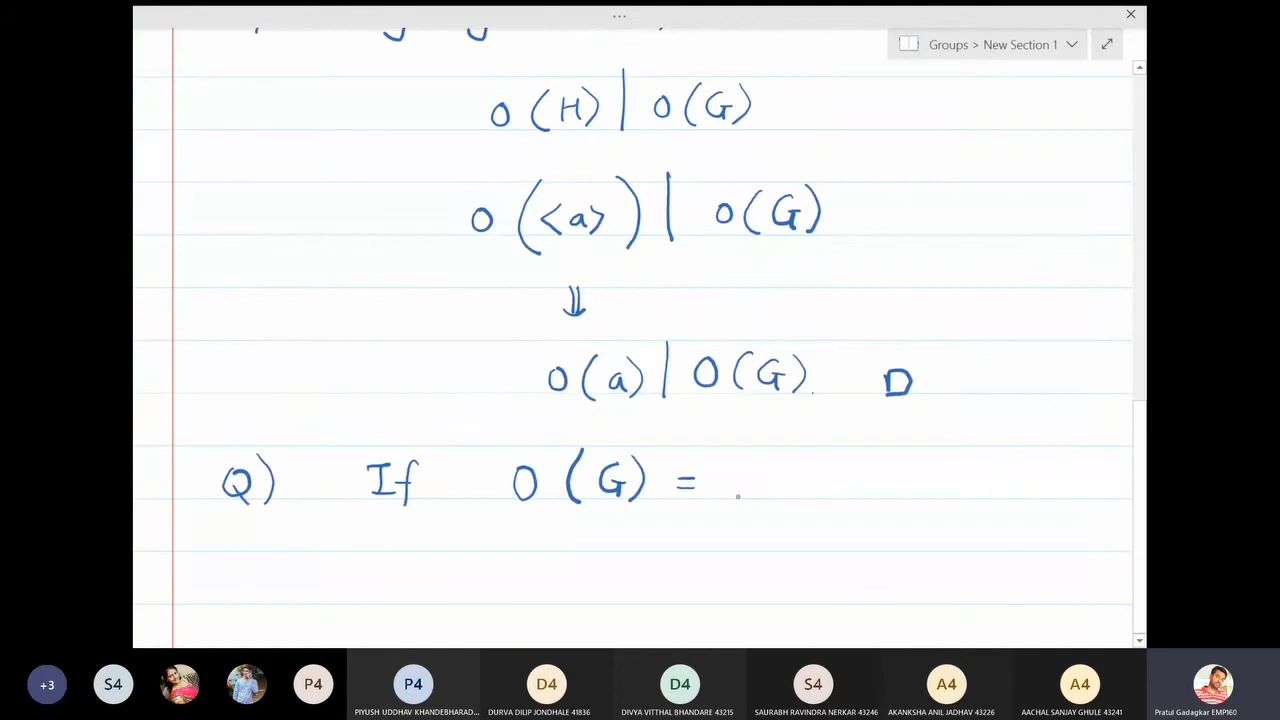 Groups > New Section 1
O (H) | O (G)
O (<a>) | O (G)
⇓
O (a) | O (G). D
Q) If O (G) =
+3 S4 P4 P4 D4 D4 S4 A4 A4
PIYUSH UDDHAV KHANDEBHARAD... DURVA DILIP JONDHALE 41836 DIVYA VITTHAL BHANDARE 43215 SAURABH RAVINDRA NERKAR 43246 AKANKSHA ANIL JADHAV 43226 AACHAL SANJAY GHULE 43241 Pratul Gadagkar EMP160